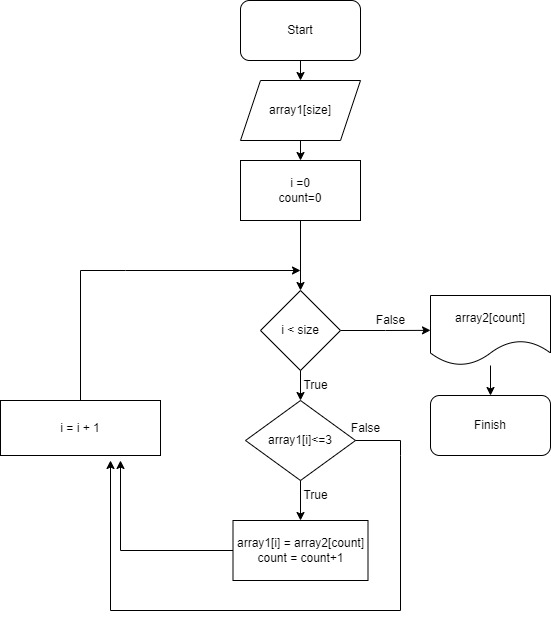 Start
array1[size]
i =0
count=0
i < size
False
array2[count]
True
Finish
i = i + 1
array1[i]<=3
False
True
array1[i] = array2[count]
count = count+1